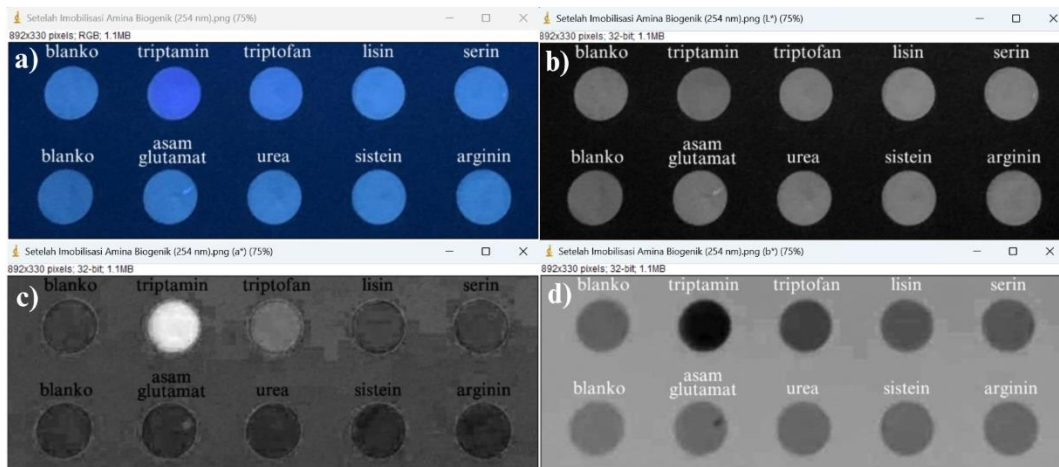 Setelah Imobilisasi Amina Biogenik (254 nm).png (75%)
892x330 pixels; RGB; 1.1MB
a)
blanko triptamin triptofan lisin serin
blanko asam glutamat urea sistein arginin
Setelah Imobilisasi Amina Biogenik (254 nm).png (L*) (75%)
892x330 pixels; 32-bit; 1.1MB
b)
blanko triptamin triptofan lisin serin
blanko asam glutamat urea sistein arginin
Setelah Imobilisasi Amina Biogenik (254 nm).png (a*) (75%)
892x330 pixels; 32-bit; 1.1MB
c)
blanko triptamin triptofan lisin serin
blanko asam glutamat urea sistein arginin
Setelah Imobilisasi Amina Biogenik (254 nm).png (b*) (75%)
892x330 pixels; 32-bit; 1.1MB
d)
blanko triptamin triptofan lisin serin
blanko asam glutamat urea sistein arginin